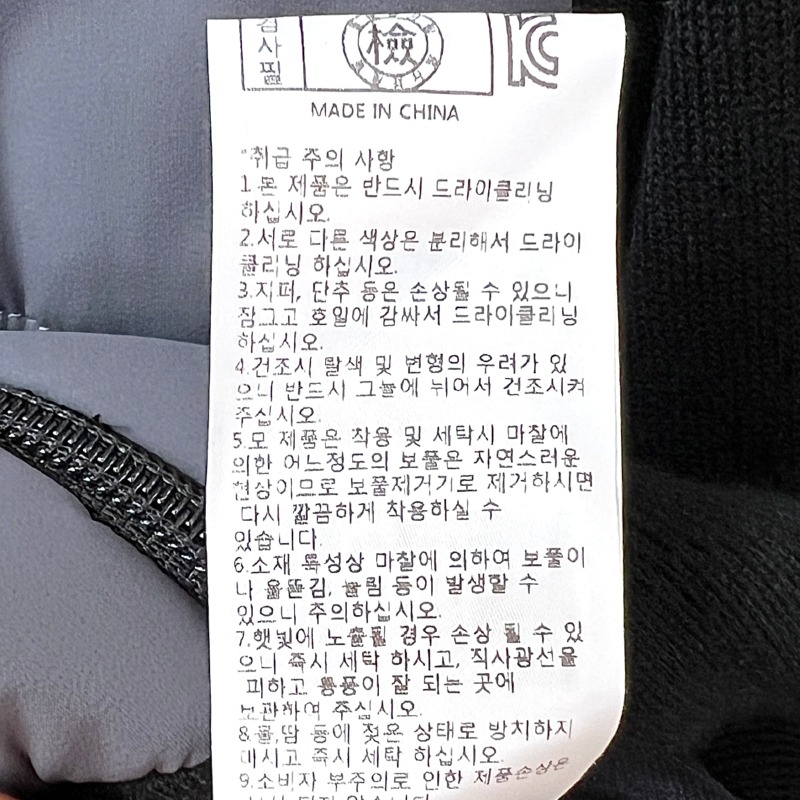 검
사
필
檢
MADE IN CHINA
*취급 주의 사항
1.본 제품은 반드시 드라이클리닝
하십시오.
2.서로 다른 색상은 분리해서 드라이
클리닝 하십시오.
3.지퍼, 단추 등은 손상될 수 있으니
잠그고 호일에 감싸서 드라이클리닝
하십시오.
4.건조시 탈색 및 변형의 우려가 있
으니 반드시 그늘에 뉘어서 건조시켜
주십시오.
5.모 제품은 착용 및 세탁시 마찰에
의한 어느정도의 보풀은 자연스러운
현상이므로 보풀제거기로 제거하시면
다시 깔끔하게 착용하실 수
있습니다.
6.소재 특성상 마찰에 의하여 보풀이
나 올뜯김, 눌림 등이 발생할 수
있으니 주의하십시오.
7.햇빛에 노출될 경우 손상 될 수 있
으니 즉시 세탁 하시고, 직사광선을
피하고 통풍이 잘 되는 곳에
보관하여 주십시오.
8.물,땀 등에 젖은 상태로 방치하지
마시고 즉시 세탁 하십시오.
9.소비자 부주의로 인한 제품손상은